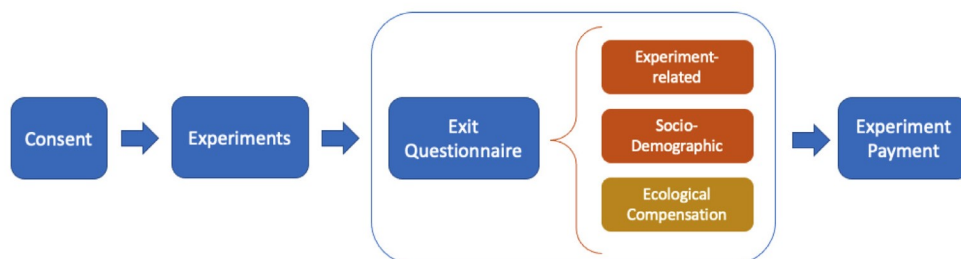 Consent
Experiments
Exit
Questionnaire
Experiment-
related
Socio-
Demographic
Ecological
Compensation
Experiment
Payment